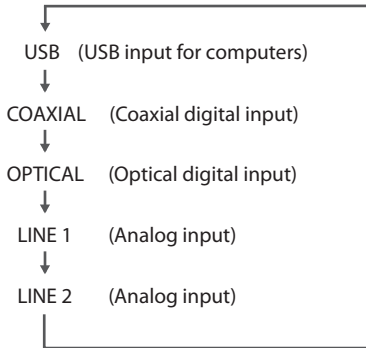 USB (USB input for computers)
COAXIAL (Coaxial digital input)
OPTICAL (Optical digital input)
LINE 1 (Analog input)
LINE 2 (Analog input)